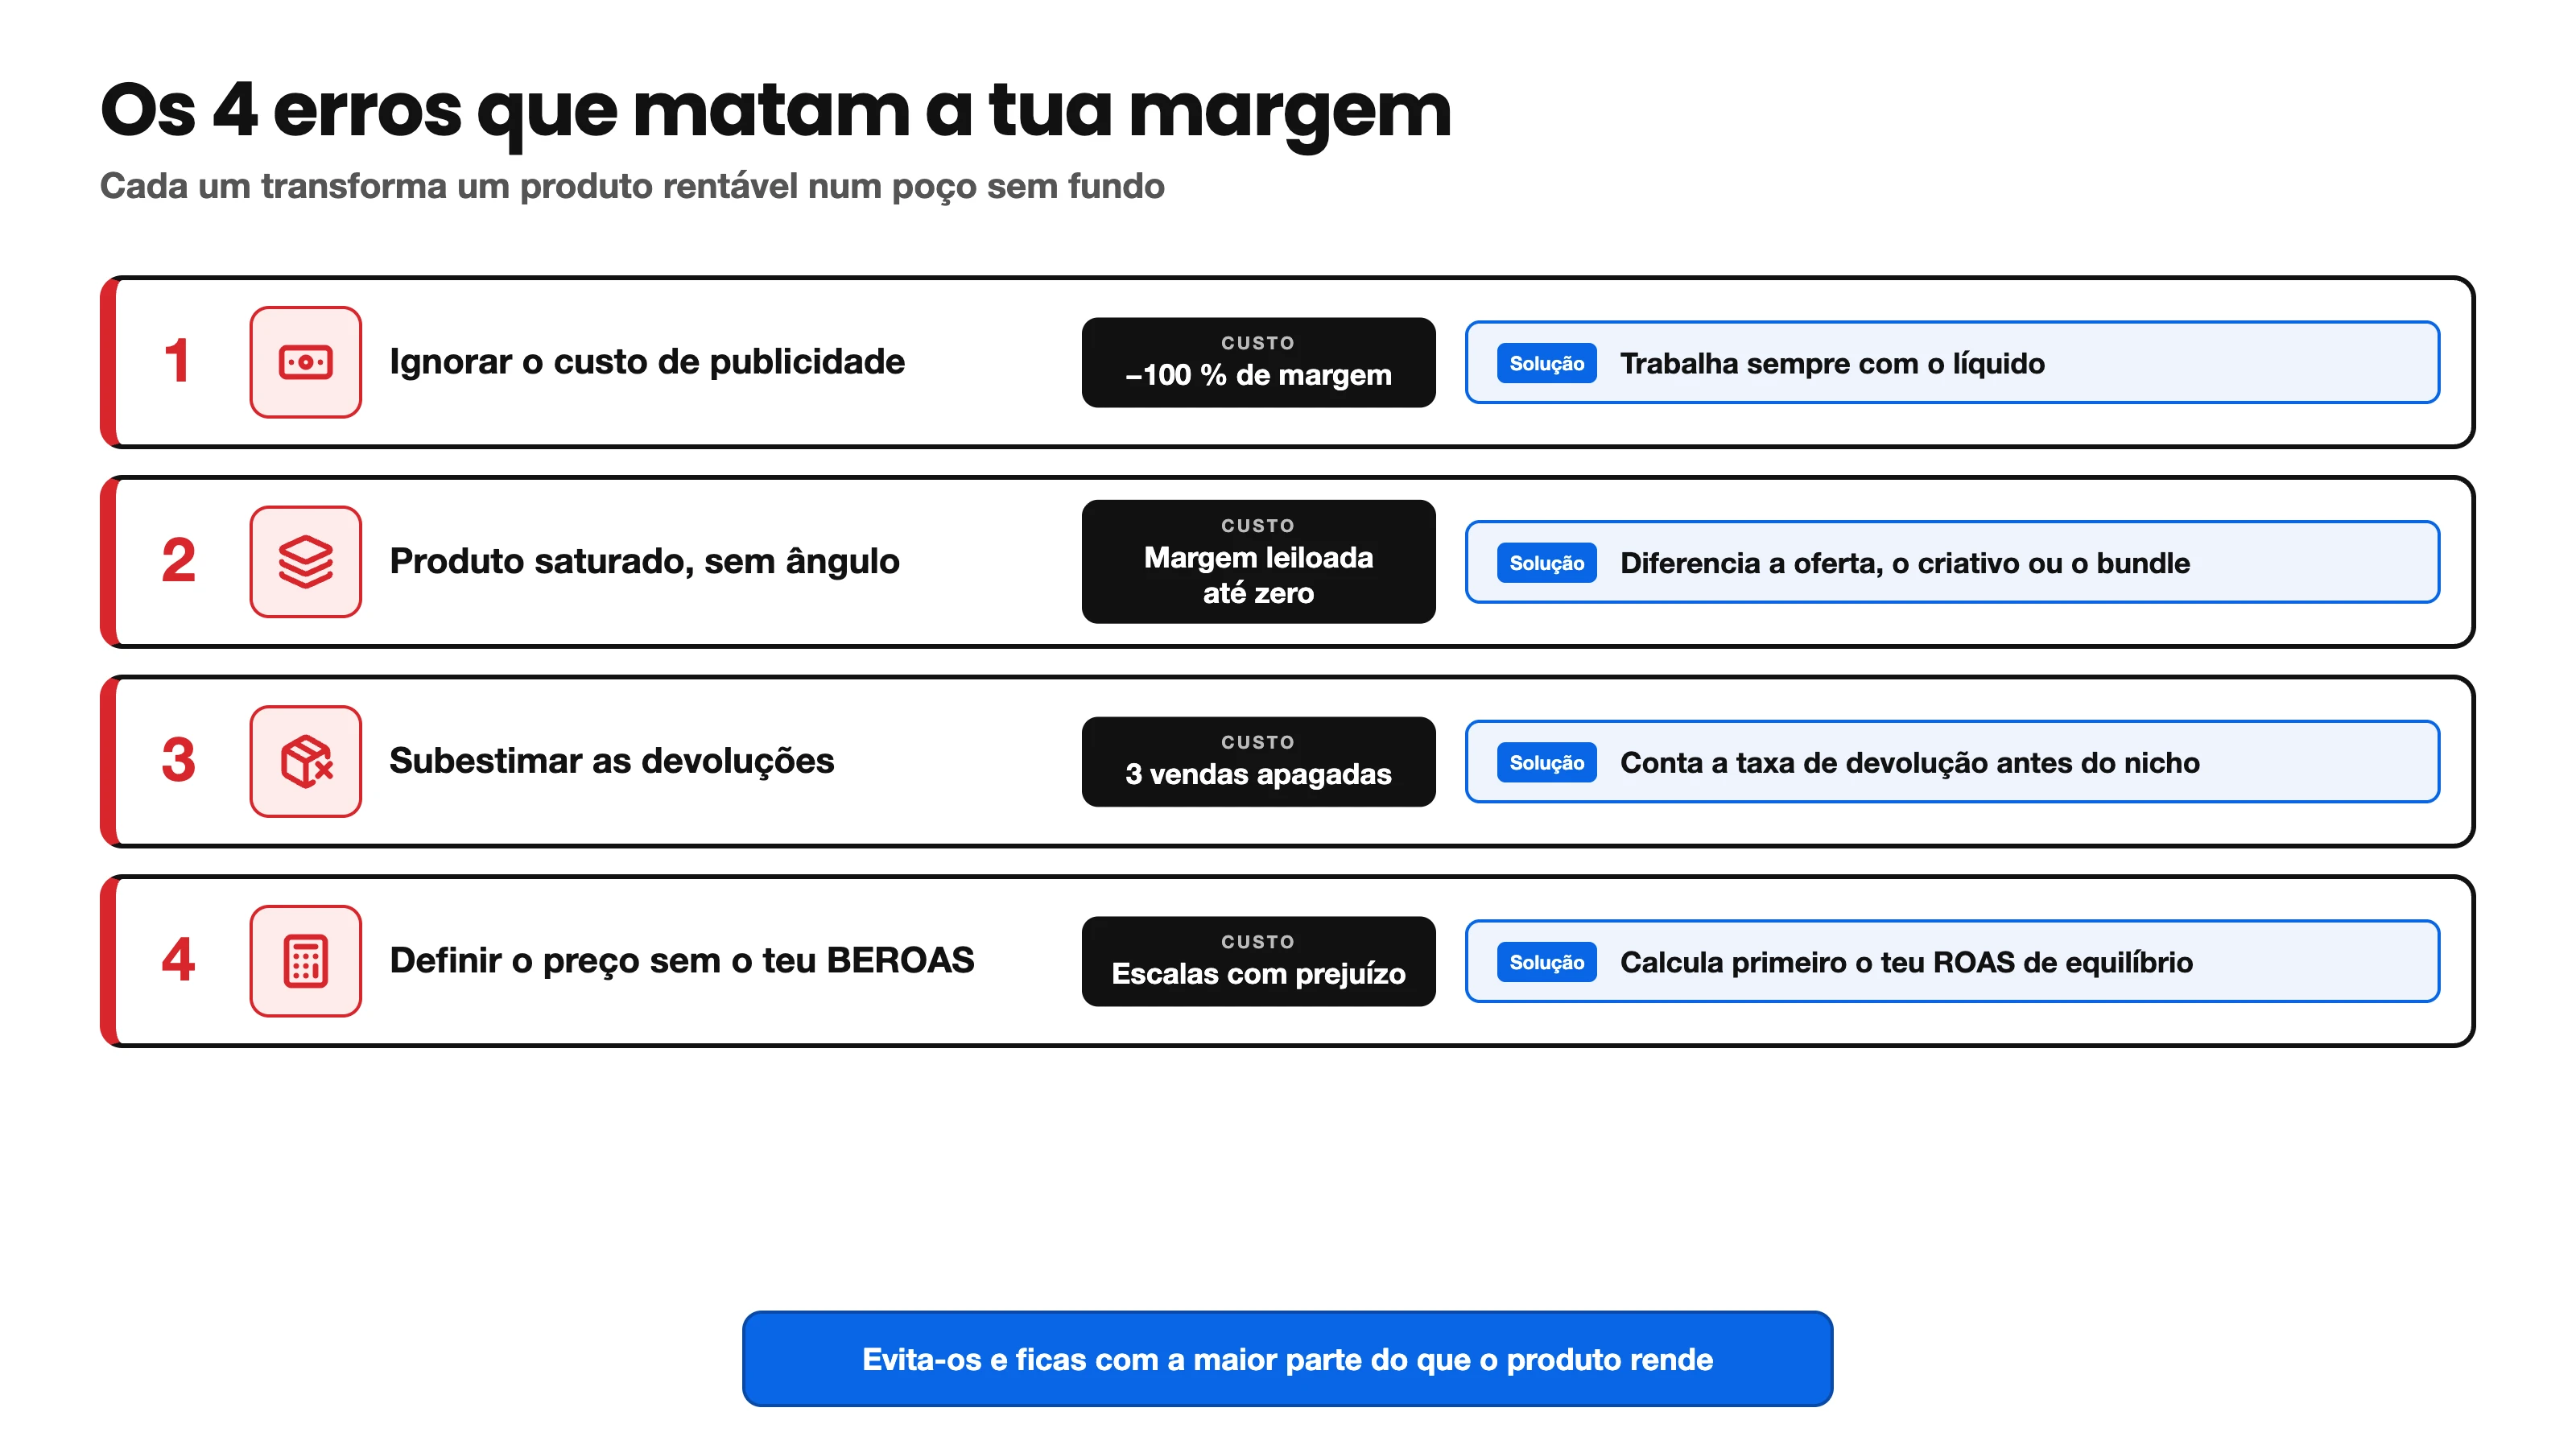 Os 4 erros que matam a tua margem
Cada um transforma um produto rentável num poço sem fundo
1
Ignorar o custo de publicidade
CUSTO
–100 % de margem
Solução
Trabalha sempre com o líquido
2
Produto saturado, sem ângulo
CUSTO
Margem leiloada
até zero
Solução
Diferencia a oferta, o criativo ou o bundle
3
Subestimar as devoluções
CUSTO
3 vendas apagadas
Solução
Conta a taxa de devolução antes do nicho
4
Definir o preço sem o teu BEROAS
CUSTO
Escalas com prejuízo
Solução
Calcula primeiro o teu ROAS de equilíbrio
Evita-os e ficas com a maior parte do que o produto rende